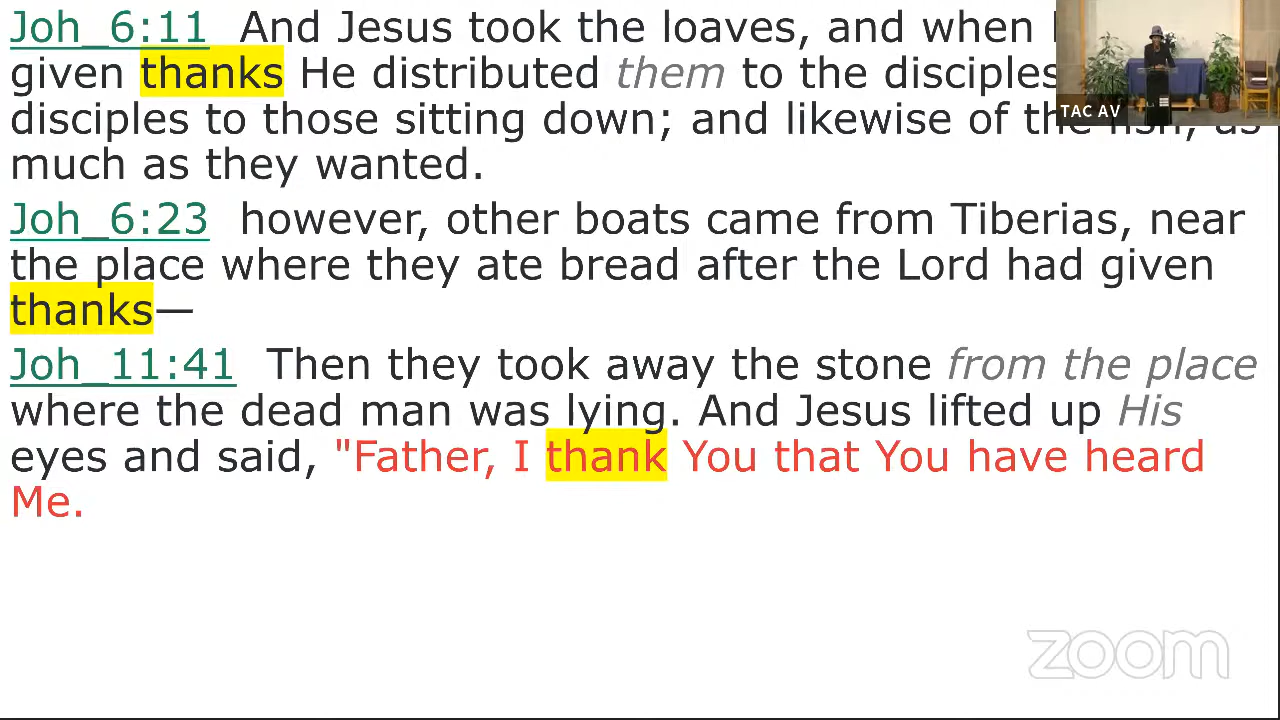 Joh_6:11 And Jesus took the loaves, and when
given thanks He distributed them to the disciples
disciples to those sitting down; and likewise of the fish, as
much as they wanted.
Joh_6:23 however, other boats came from Tiberias, near
the place where they ate bread after the Lord had given
thanks—
Joh_11:41 Then they took away the stone from the place
where the dead man was lying. And Jesus lifted up His
eyes and said, "Father, I thank You that You have heard
Me.
TAC AV
zoom